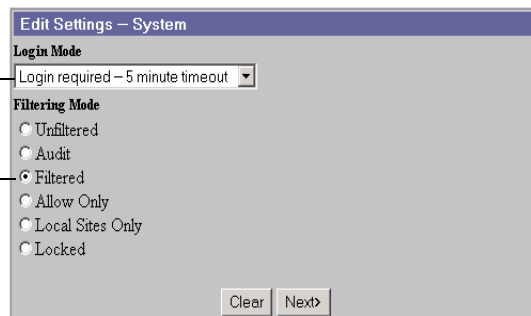 Edit Settings – System
Login Mode
Login required – 5 minute timeout
Filtering Mode
Unfiltered
Audit
Filtered
Allow Only
Local Sites Only
Locked
Clear Next>